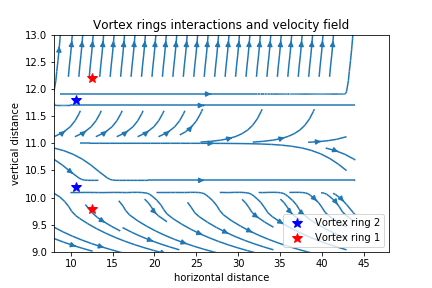 Vortex rings interactions and velocity field
13.0
12.5
12.0
11.5
11.0
10.5
10.0
9.5
9.0
vertical distance
10 15 20 25 30 35 40 45
horizontal distance
Vortex ring 2
Vortex ring 1